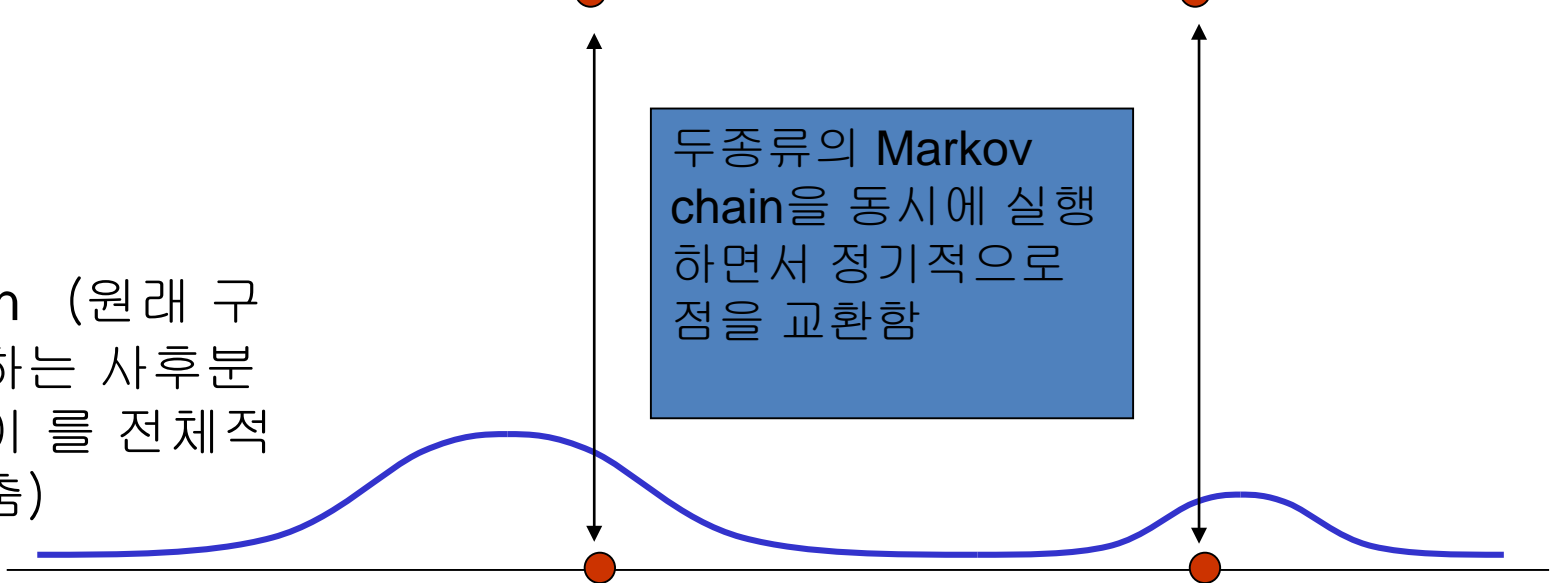 두종류의 Markov
chain을 동시에 실행
하면서 정기적으로
점을 교환함
(원래 구
하는 사후분
를 전체적
춤)